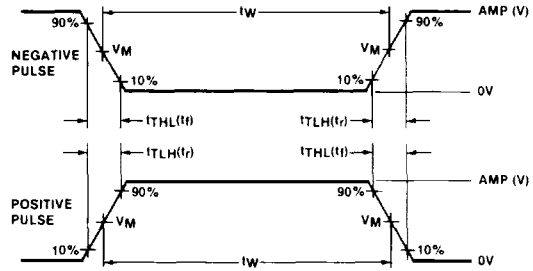 90% tW 90% AMP (V)
NEGATIVE PULSE VM VM
10% 10% 0V
tTHL(tf) tTLH(tr)
tTLH(tr) tTHL(tf)
90% 90% AMP (V)
POSITIVE PULSE VM VM
10% 10% 0V
tW